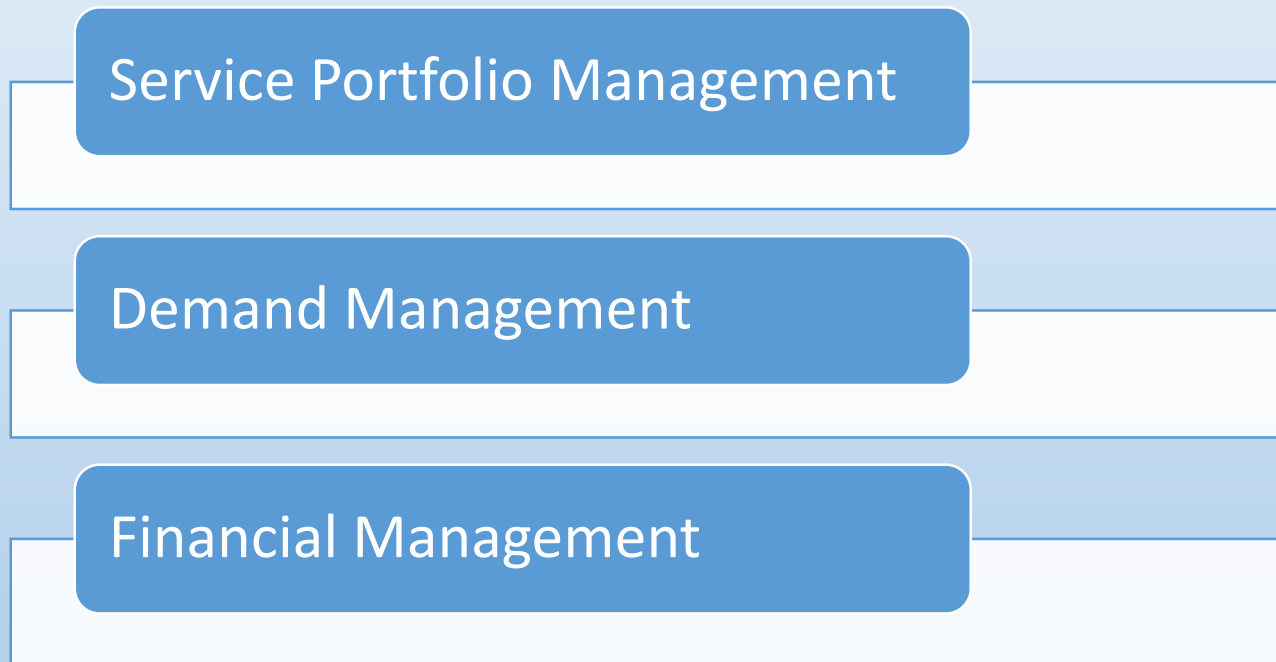 Service Portfolio Management
Demand Management
Financial Management